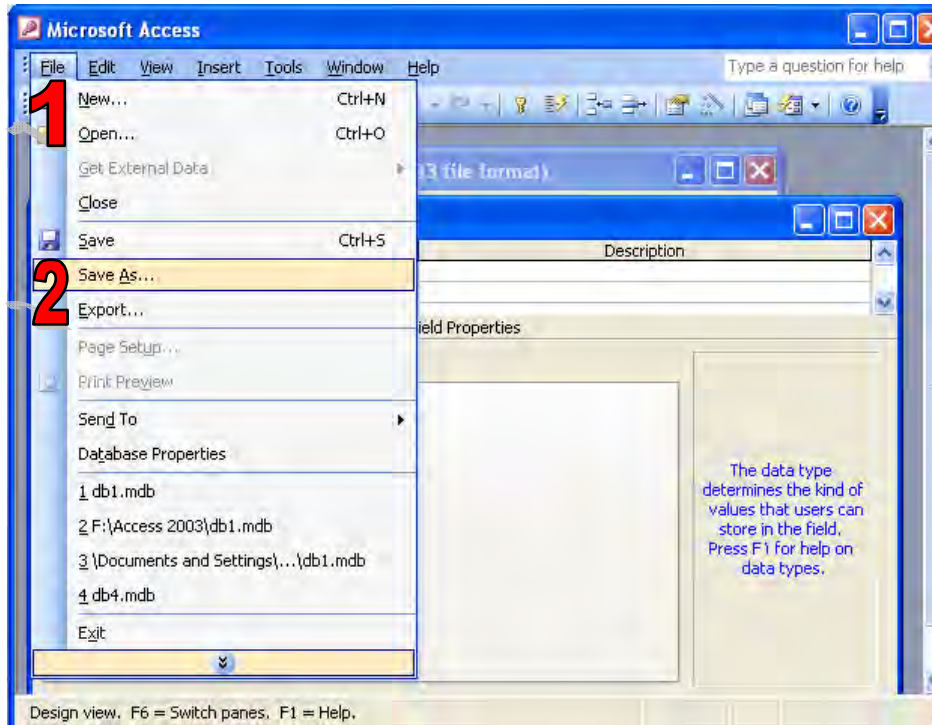 Microsoft Access
File Edit View Insert Tools Window Help
Type a question for help
1
New... Ctrl+N
Open... Ctrl+O
Get External Data
3 file format)
Close
Save Ctrl+S
Description
2
Save As...
Export...
ield Properties
Page Setup...
Print Preview
Send To
Database Properties
1 db1.mdb
2 F:\Access 2003\db1.mdb
3 \Documents and Settings\...\db1.mdb
4 db4.mdb
Exit
The data type
determines the kind of
values that users can
store in the field.
Press F1 for help on
data types.
Design view. F6 = Switch panes. F1 = Help.